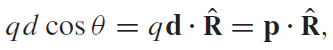 qd cos θ = q𝐝 · 𝐑̂ = 𝐩 · 𝐑̂,